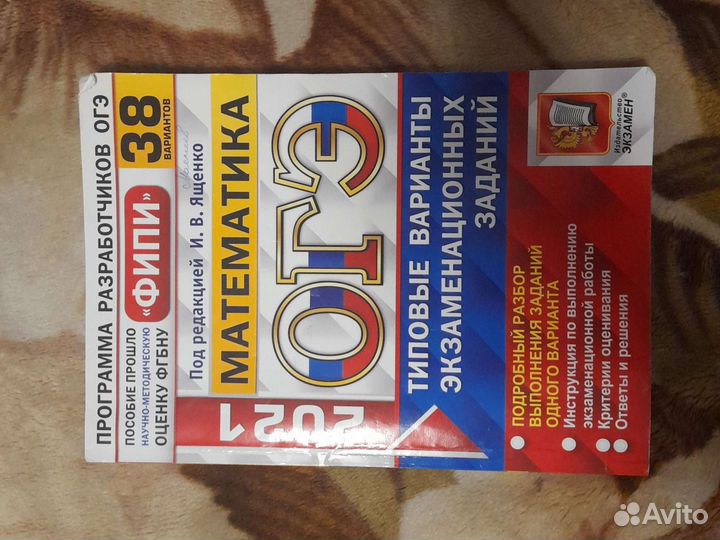 ПРОГРАММА РАЗРАБОТЧИКОВ ОГЭ
ПОСОБИЕ ПРОШЛО
НАУЧНО-МЕТОДИЧЕСКУЮ
ОЦЕНКУ ФГБНУ
«ФИПИ»
38
ВАРИАНТОВ
Под редакцией И. В. Ященко
МАТЕМАТИКА
2021
ОГЭ
ТИПОВЫЕ ВАРИАНТЫ
ЭКЗАМЕНАЦИОННЫХ
ЗАДАНИЙ
● ПОДРОБНЫЙ РАЗБОР
ВЫПОЛНЕНИЯ ЗАДАНИЙ
ОДНОГО ВАРИАНТА
● Инструкция по выполнению
экзаменационной работы
● Критерии оценивания
● Ответы и решения
Издательство
ЭКЗАМЕН®
Avito